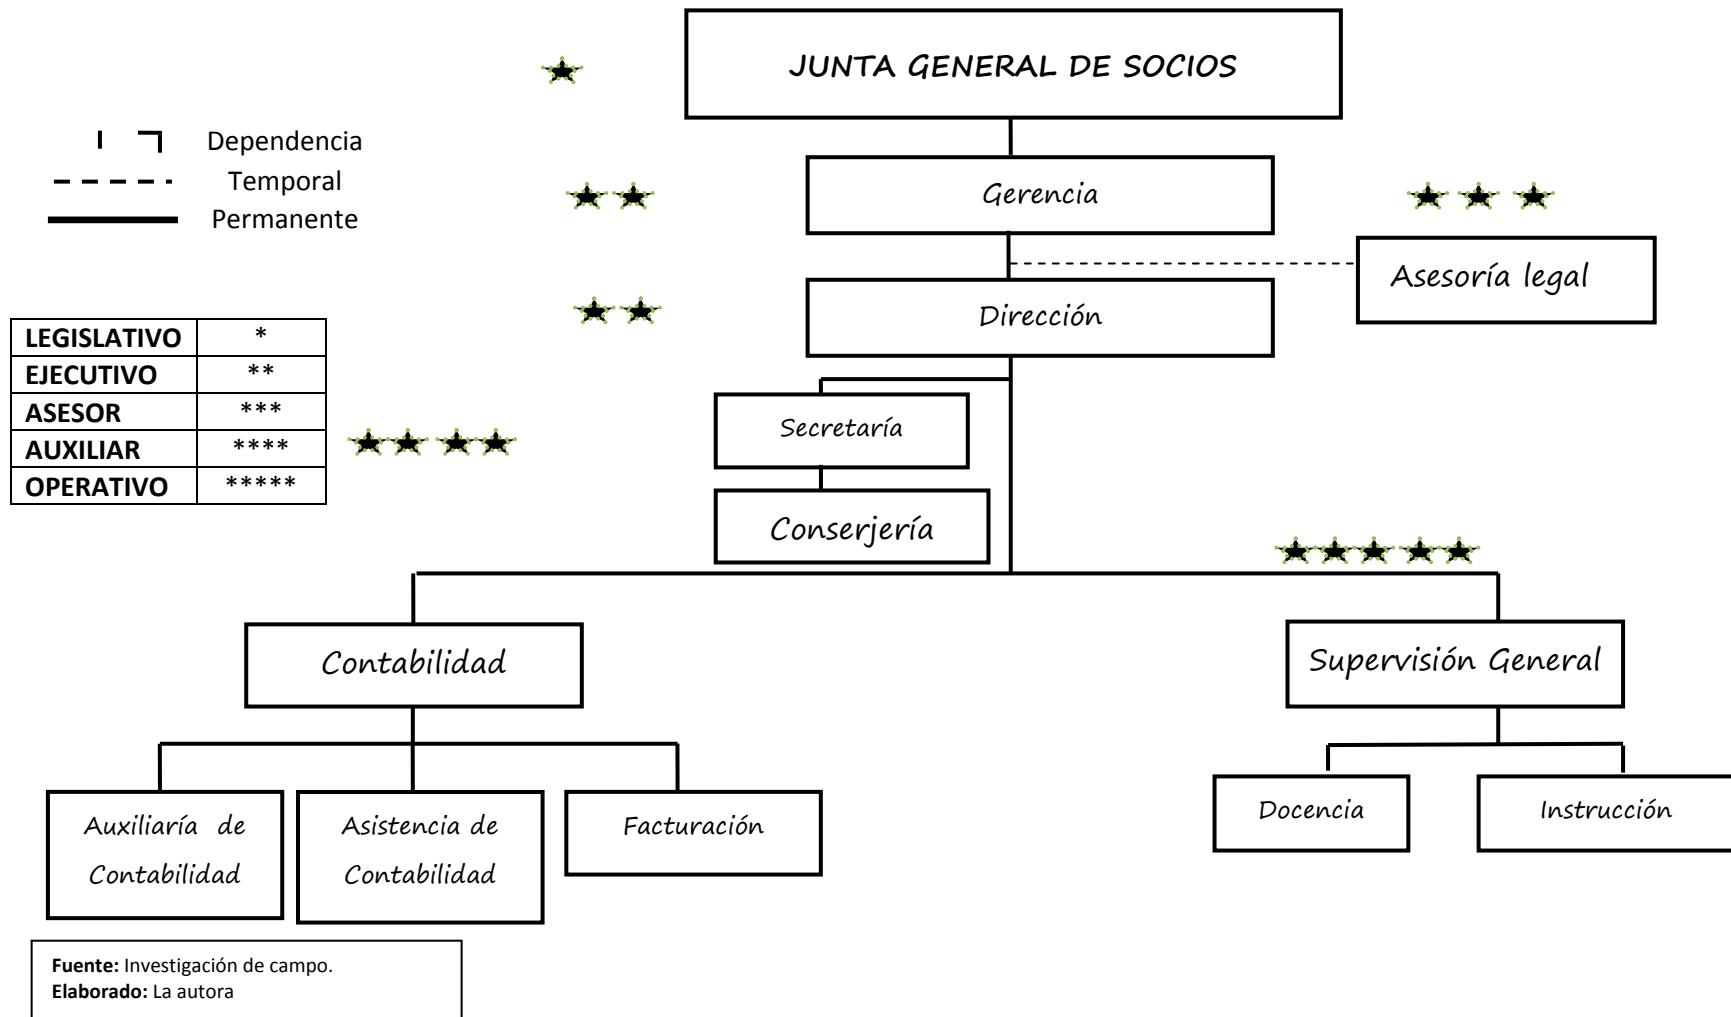 JUNTA GENERAL DE SOCIOS
Dependencia
Temporal
Permanente
Gerencia
Asesoría legal
Dirección
LEGISLATIVO *
EJECUTIVO **
ASESOR ***
AUXILIAR ****
OPERATIVO *****
Secretaría
Conserjería
Contabilidad
Supervisión General
Auxiliaría de
Contabilidad
Asistencia de
Contabilidad
Facturación
Docencia
Instrucción
Fuente: Investigación de campo.
Elaborado: La autora